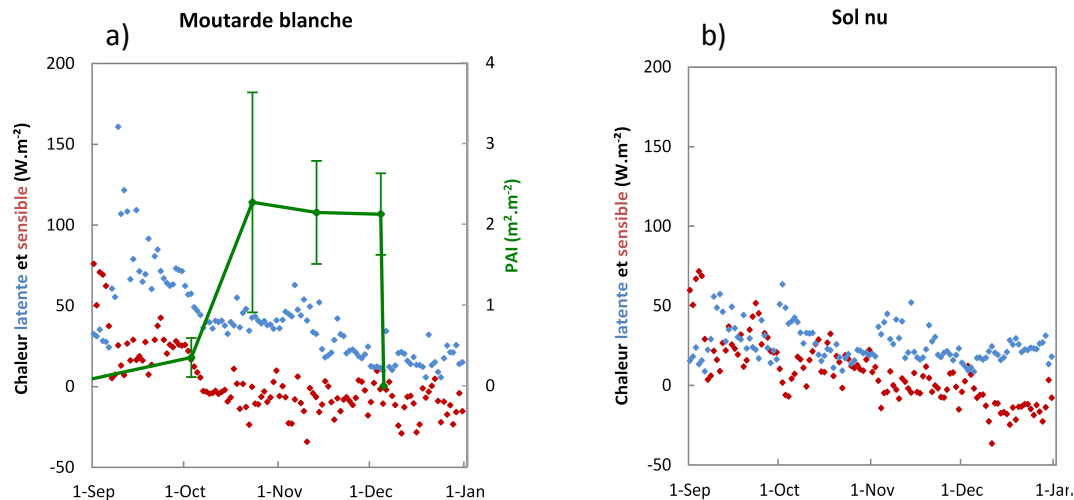 Moutarde blanche
a)
200
150
100
50
0
-50
Chaleur latente et sensible (W.m⁻²)
4
3
2
1
0
PAI (m².m⁻²)
1-Sep 1-Oct 1-Nov 1-Dec 1-Jan
Sol nu
b)
200
150
100
50
0
-50
Chaleur latente et sensible (W.m⁻²)
1-Sep 1-Oct 1-Nov 1-Dec 1-Jan.